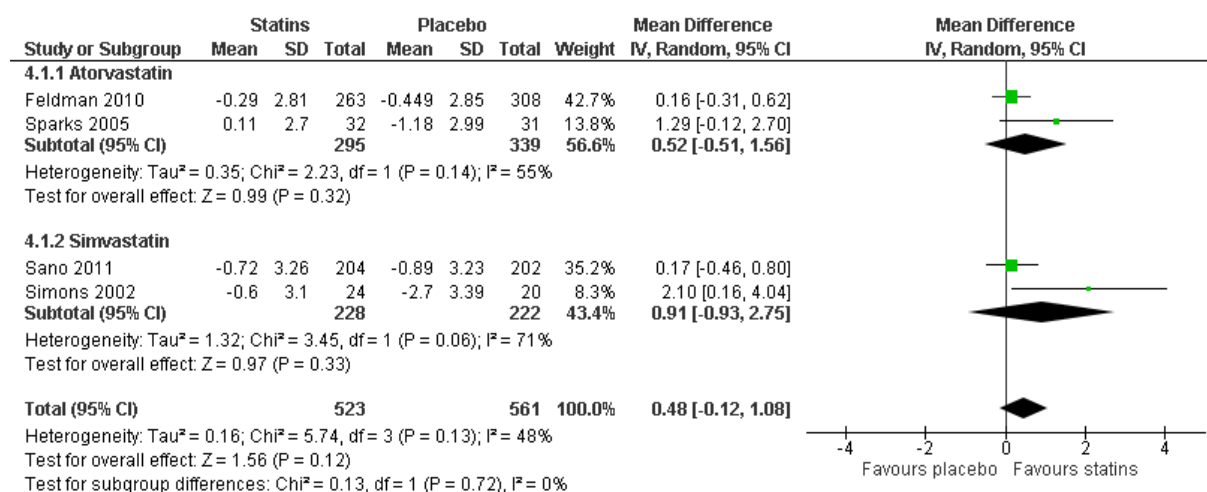 Statins Placebo Mean Difference Mean Difference
Study or Subgroup Mean SD Total Mean SD Total Weight IV, Random, 95% CI IV, Random, 95% CI
4.1.1 Atorvastatin
Feldman 2010 -0.29 2.81 263 -0.449 2.85 308 42.7% 0.16 [-0.31, 0.62]
Sparks 2005 0.11 2.7 32 -1.18 2.99 31 13.8% 1.29 [-0.12, 2.70]
Subtotal (95% CI) 295 339 56.6% 0.52 [-0.51, 1.56]
Heterogeneity: Tau² = 0.35; Chi² = 2.23, df = 1 (P = 0.14); I² = 55%
Test for overall effect: Z = 0.99 (P = 0.32)
4.1.2 Simvastatin
Sano 2011 -0.72 3.26 204 -0.89 3.23 202 35.2% 0.17 [-0.46, 0.80]
Simons 2002 -0.6 3.1 24 -2.7 3.39 20 8.3% 2.10 [0.16, 4.04]
Subtotal (95% CI) 228 222 43.4% 0.91 [-0.93, 2.75]
Heterogeneity: Tau² = 1.32; Chi² = 3.45, df = 1 (P = 0.06); I² = 71%
Test for overall effect: Z = 0.97 (P = 0.33)
Total (95% CI) 523 561 100.0% 0.48 [-0.12, 1.08]
Heterogeneity: Tau² = 0.16; Chi² = 5.74, df = 3 (P = 0.13); I² = 48%
Test for overall effect: Z = 1.56 (P = 0.12)
Test for subgroup differences: Chi² = 0.13, df = 1 (P = 0.72), I² = 0%
-4 -2 0 2 4
Favours placebo Favours statins